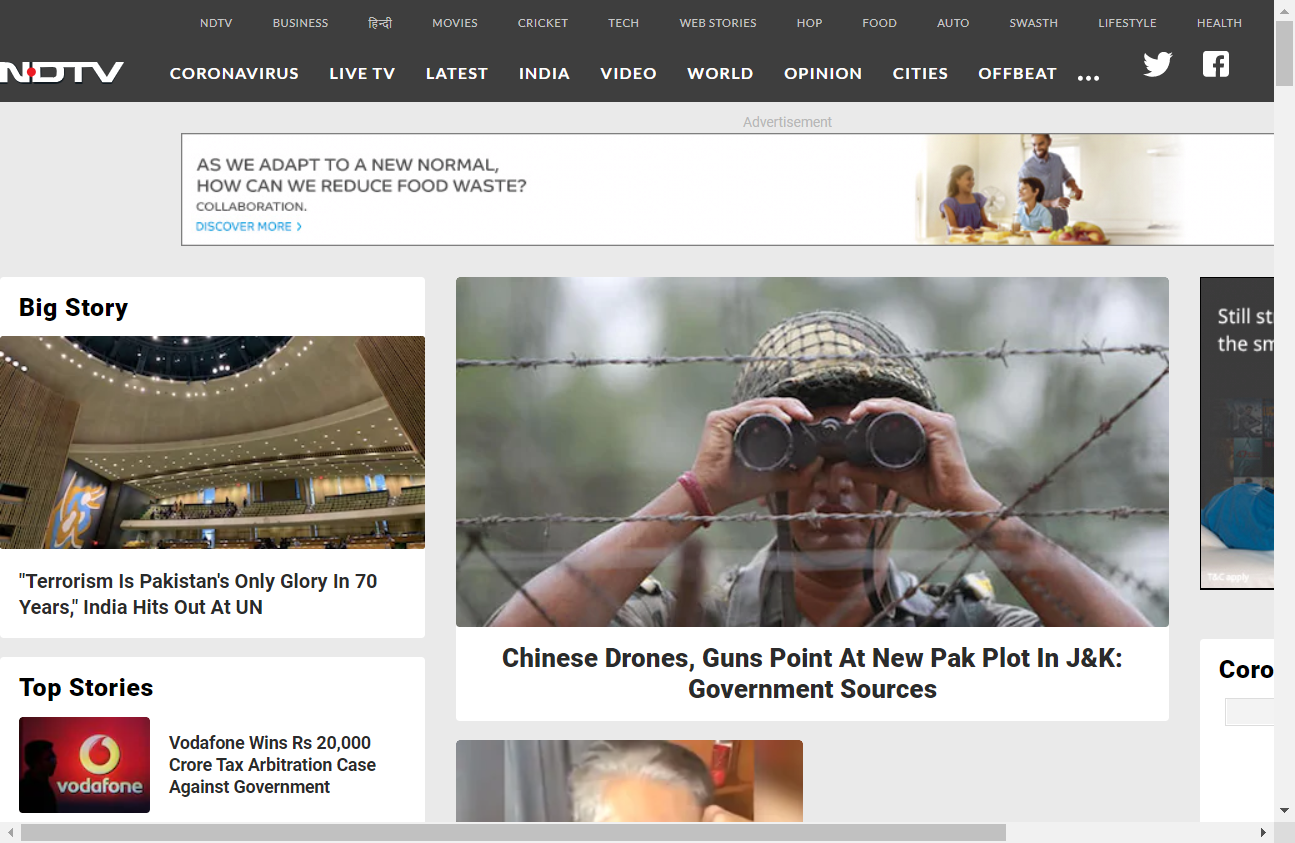 NDTV BUSINESS हिन्दी MOVIES CRICKET TECH WEB STORIES HOP FOOD AUTO SWASTH LIFESTYLE HEALTH
NDTV
CORONAVIRUS LIVE TV LATEST INDIA VIDEO WORLD OPINION CITIES OFFBEAT ...
Advertisement
AS WE ADAPT TO A NEW NORMAL,
HOW CAN WE REDUCE FOOD WASTE?
COLLABORATION.
DISCOVER MORE >
Big Story
"Terrorism Is Pakistan's Only Glory In 70
Years," India Hits Out At UN
Top Stories
vodafone
Vodafone Wins Rs 20,000
Crore Tax Arbitration Case
Against Government
Chinese Drones, Guns Point At New Pak Plot In J&K:
Government Sources
Still st
the sm
T&C apply
Coro